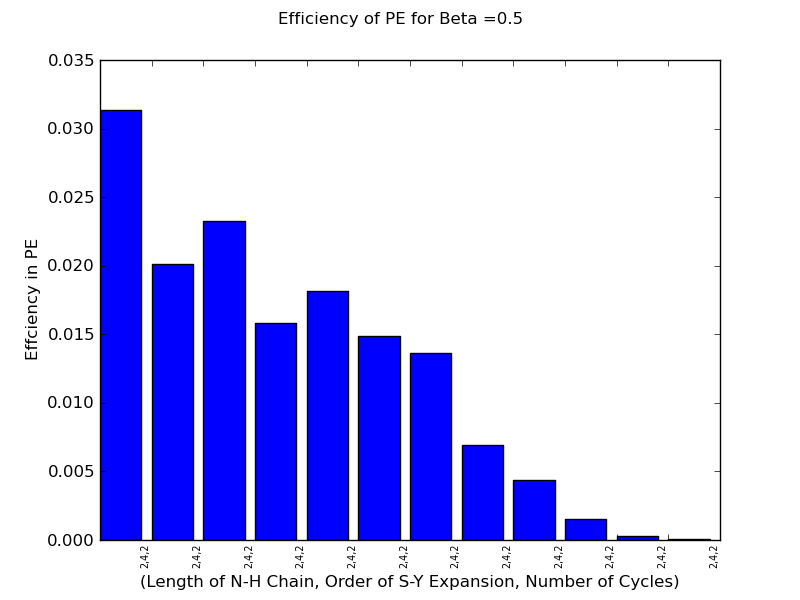 Efficiency of PE for Beta =0.5
0.035
0.030
0.025
0.020
0.015
0.010
0.005
0.000
Effciency in PE
2,4,2 2,4,2 2,4,2 2,4,2 2,4,2 2,4,2 2,4,2 2,4,2 2,4,2 2,4,2 2,4,2 2,4,2
(Length of N-H Chain, Order of S-Y Expansion, Number of Cycles)